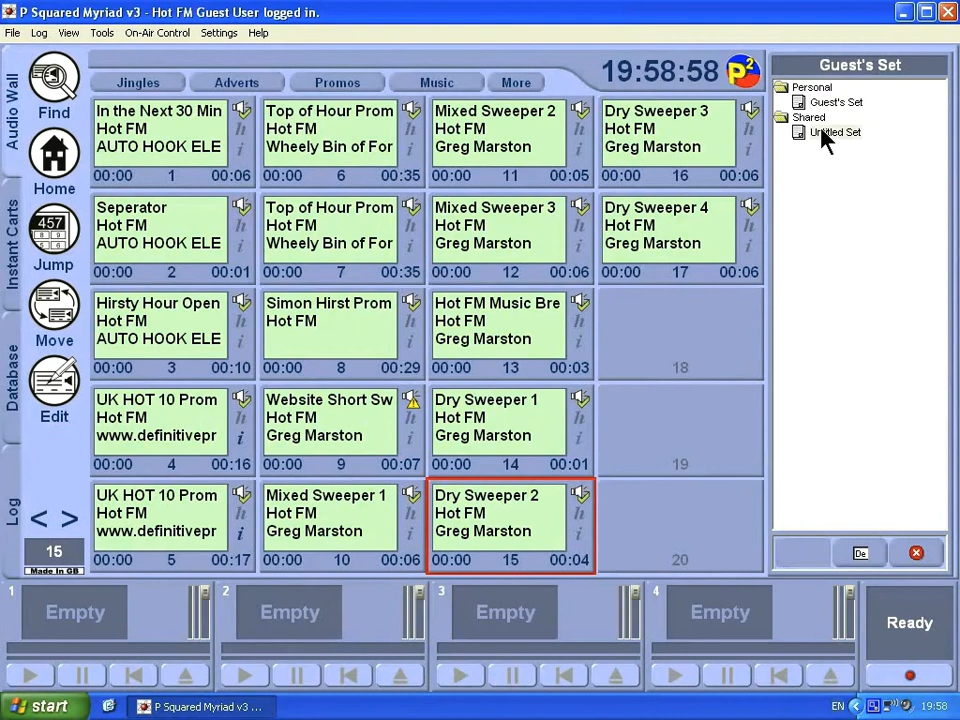 P Squared Myriad v3 - Hot FM Guest User logged in.
File Log View Tools On-Air Control Settings Help
Audio Wall
Instant Carts
Database
Log
Find
Home
457
Jump
Move
Edit
< >
15
Made In GB
Jingles Adverts Promos Music More
19:58:58
P2
In the Next 30 Min
Hot FM
AUTO HOOK ELE
00:00 1 00:06
Top of Hour Prom
Hot FM
Wheely Bin of For
00:00 6 00:35
Mixed Sweeper 2
Hot FM
Greg Marston
00:00 11 00:05
Dry Sweeper 3
Hot FM
Greg Marston
00:00 16 00:06
Seperator
Hot FM
AUTO HOOK ELE
00:00 2 00:01
Top of Hour Prom
Hot FM
Wheely Bin of For
00:00 7 00:35
Mixed Sweeper 3
Hot FM
Greg Marston
00:00 12 00:06
Dry Sweeper 4
Hot FM
Greg Marston
00:00 17 00:06
Hirsty Hour Open
Hot FM
AUTO HOOK ELE
00:00 3 00:10
Simon Hirst Prom
Hot FM
00:00 8 00:29
Hot FM Music Bre
Hot FM
Greg Marston
00:00 13 00:03
18
UK HOT 10 Prom
Hot FM
www.definitivepr
00:00 4 00:16
Website Short Sw
Hot FM
Greg Marston
00:00 9 00:07
Dry Sweeper 1
Hot FM
Greg Marston
00:00 14 00:01
19
UK HOT 10 Prom
Hot FM
www.definitivepr
00:00 5 00:17
Mixed Sweeper 1
Hot FM
Greg Marston
00:00 10 00:06
Dry Sweeper 2
Hot FM
Greg Marston
00:00 15 00:04
20
Guest's Set
Personal
Guest's Set
Shared
Untitled Set
De
1 Empty
2 Empty
3 Empty
4 Empty
Ready
start
P Squared Myriad v3 ...
EN
19:58